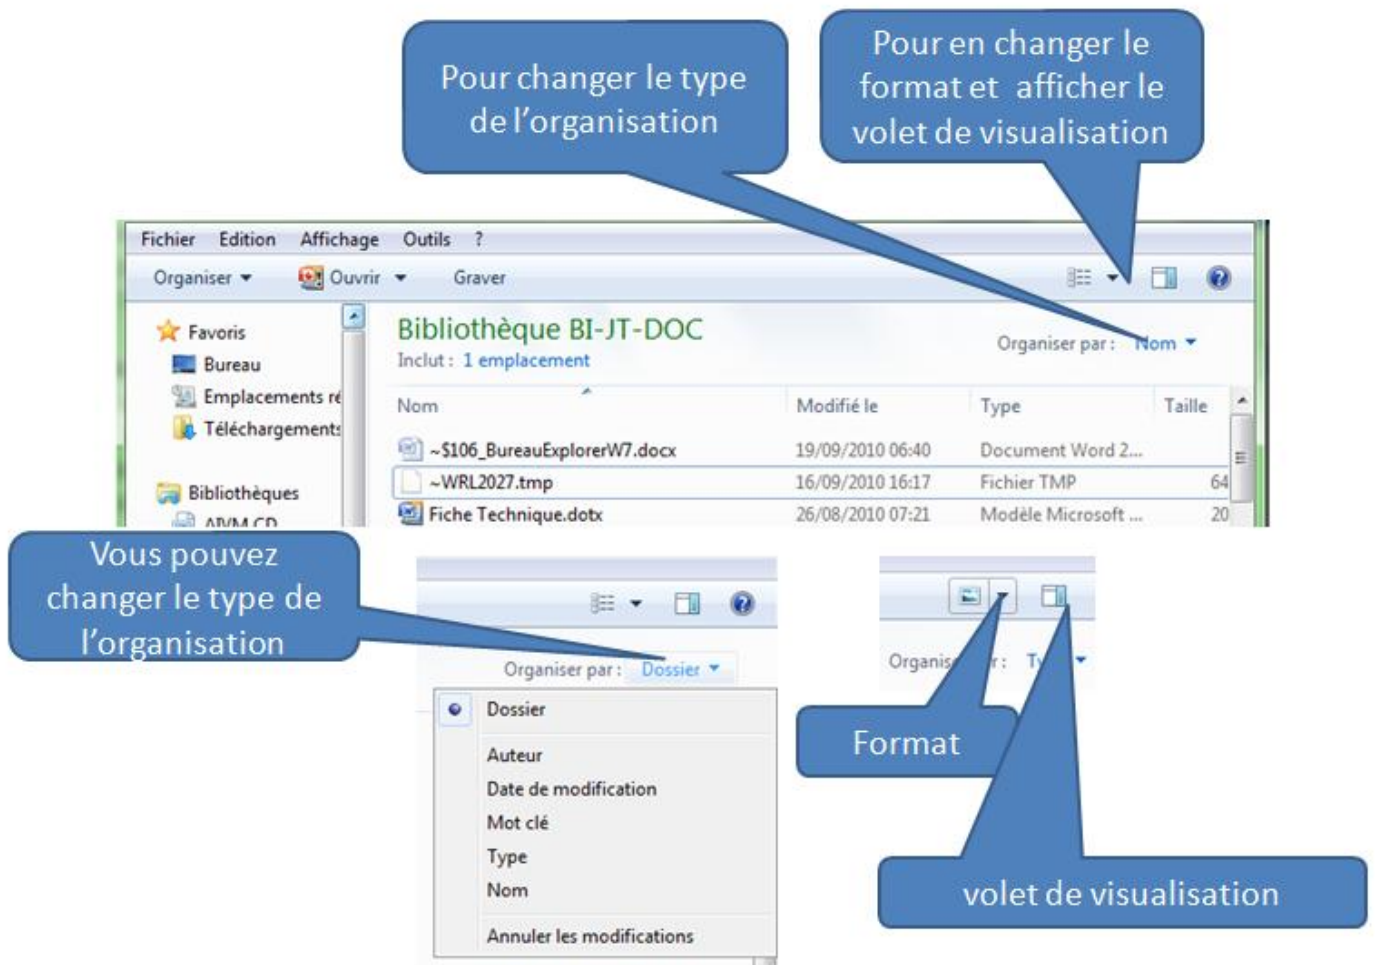 Pour changer le type
de l'organisation
Pour en changer le
format et afficher le
volet de visualisation
Fichier Edition Affichage Outils ?
Organiser Ouvrir Graver
Favoris
Bureau
Emplacements ré
Téléchargements
Bibliothèques
AIVM CD
Bibliothèque BI-JT-DOC
Inclut : 1 emplacement
Organiser par : Nom
Nom Modifié le Type Taille
~$106_BureauExplorerW7.docx 19/09/2010 06:40 Document Word 2...
~WRL2027.tmp 16/09/2010 16:17 Fichier TMP 64
Fiche Technique.dotx 26/08/2010 07:21 Modèle Microsoft ... 20
Vous pouvez
changer le type de
l'organisation
Organiser par : Dossier
Dossier
Auteur
Date de modification
Mot clé
Type
Nom
Annuler les modifications
Format
volet de visualisation